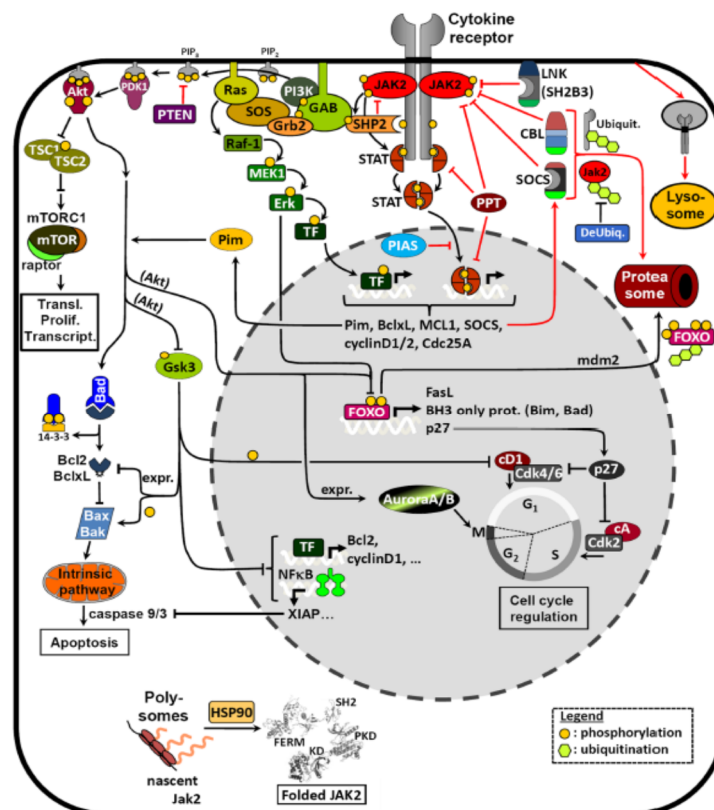 Cytokine
receptor
PIP3
PIP2
Akt
PDK1
PTEN
Ras
PI3K
SOS
GAB
Grb2
JAK2
JAK2
SHP2
LNK
(SH2B3)
CBL
Ubiquit.
SOCS
Jak2
DeUbiq.
Lyso-
some
TSC1
TSC2
Raf-1
MEK1
Erk
TF
STAT
STAT
PPT
PIAS
mTORC1
mTOR
raptor
Pim
Transl.
Prolif.
Transcript.
(Akt)
(Akt)
TF
Protea
some
Pim, BclxL, MCL1, SOCS,
cyclinD1/2, Cdc25A
Gsk3
mdm2
FOXO
FOXO
FasL
BH3 only prot. (Bim, Bad)
p27
Bad
14-3-3
Bcl2
BclxL
expr.
expr.
AuroraA/B
cD1
Cdk4/6
p27
cA
Cdk2
G1
M
G2
S
Bax
Bak
TF
Bcl2,
cyclinD1, ...
NFκB
XIAP...
Intrinsic
pathway
caspase 9/3
Apoptosis
Cell cycle
regulation
Poly-
somes
HSP90
nascent
Jak2
SH2
FERM
PKD
KD
Folded JAK2
Legend
: phosphorylation
: ubiquitination